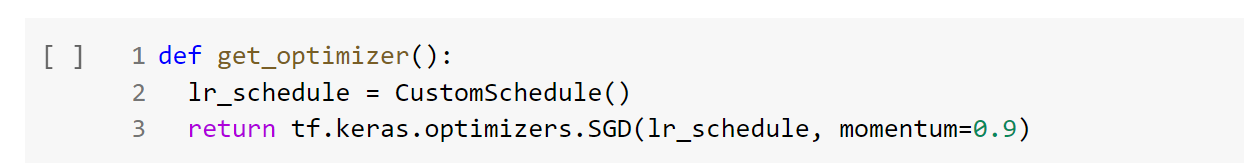 [ ] 1 def get_optimizer():
2   lr_schedule = CustomSchedule()
3   return tf.keras.optimizers.SGD(lr_schedule, momentum=0.9)